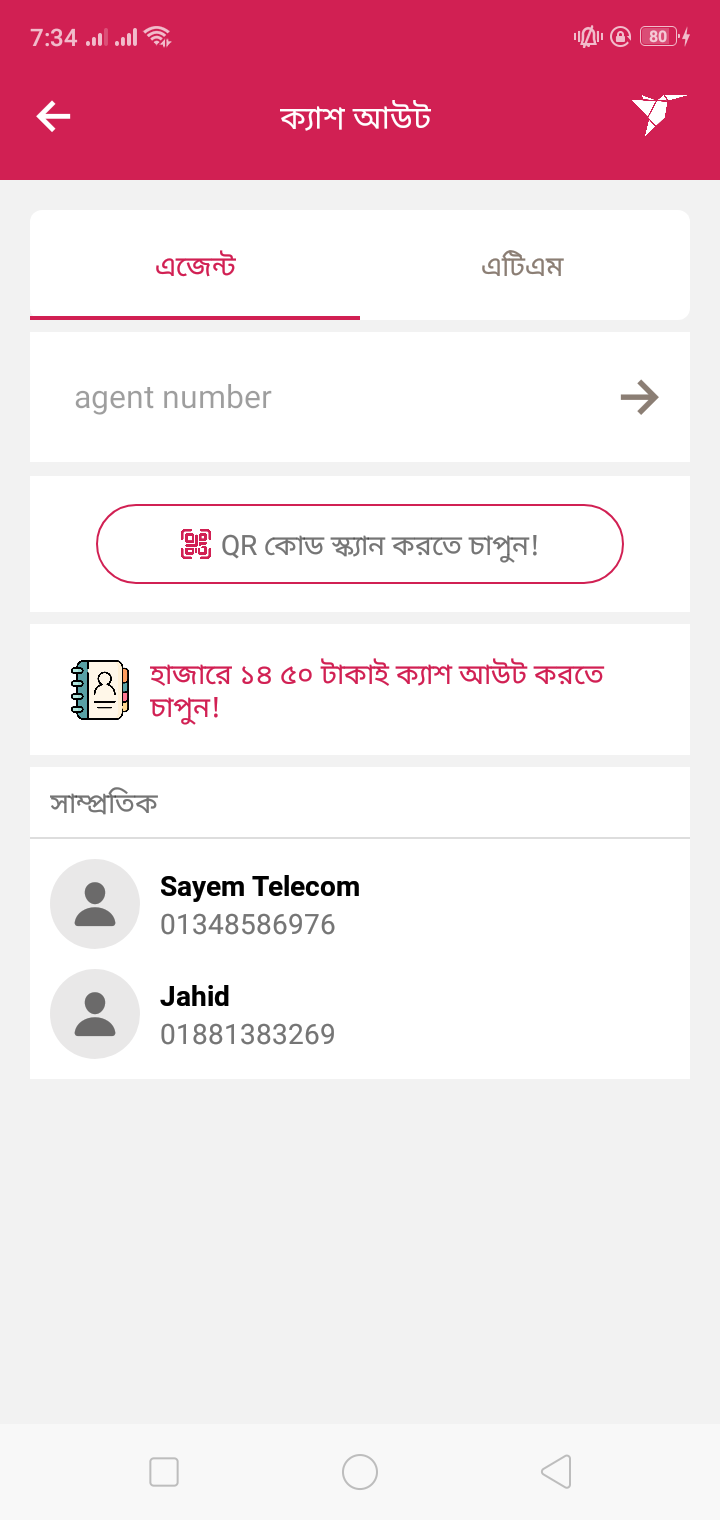 7:34
80
ক্যাশ আউট
এজেন্ট
এটিএম
agent number
QR কোড স্ক্যান করতে চাপুন!
হাজারে ১৪ ৫০ টাকাই ক্যাশ আউট করতে
চাপুন!
সাম্প্রতিক
Sayem Telecom
01348586976
Jahid
01881383269